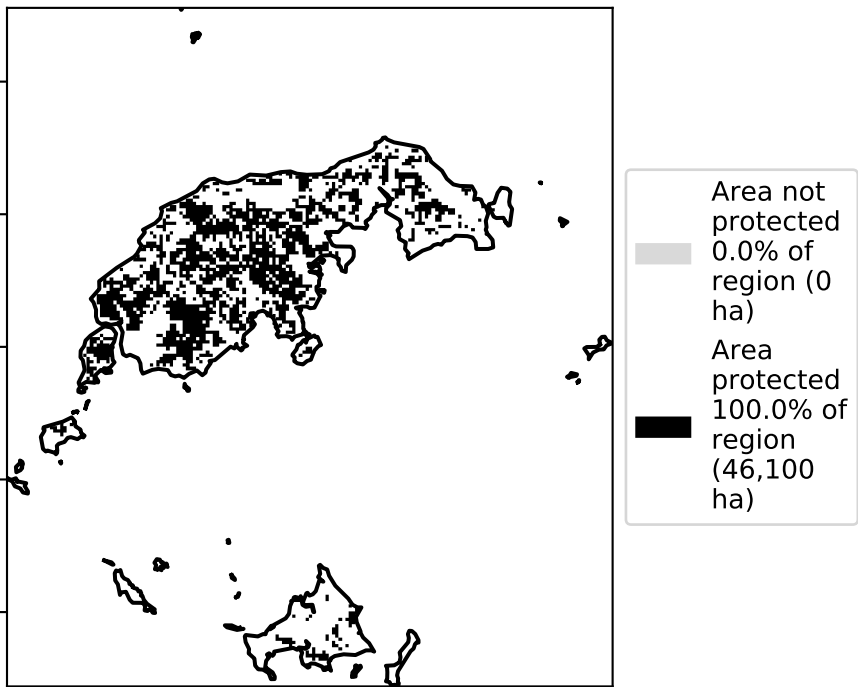 Area not
protected
0.0% of
region (0
ha)
Area
protected
100.0% of
region
(46,100
ha)